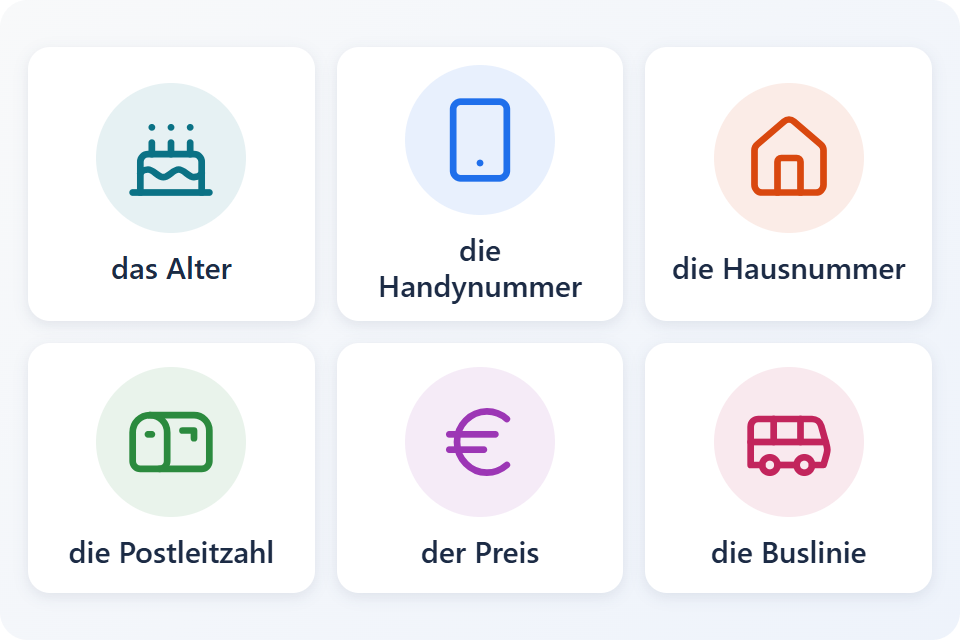 das Alter
die
Handynummer
die Hausnummer
die Postleitzahl
der Preis
die Buslinie